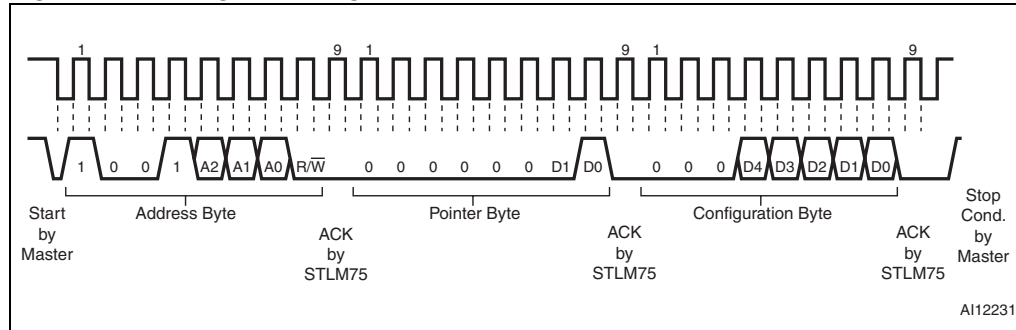 1 9 1 9 1 9
1 0 0 1 A2 A1 A0 R/W̅ 0 0 0 0 0 0 D1 D0 0 0 0 D4 D3 D2 D1 D0
Start
by
Master
Address Byte
ACK
by
STLM75
Pointer Byte
ACK
by
STLM75
Configuration Byte
ACK
by
STLM75
Stop
Cond.
by
Master
AI12231